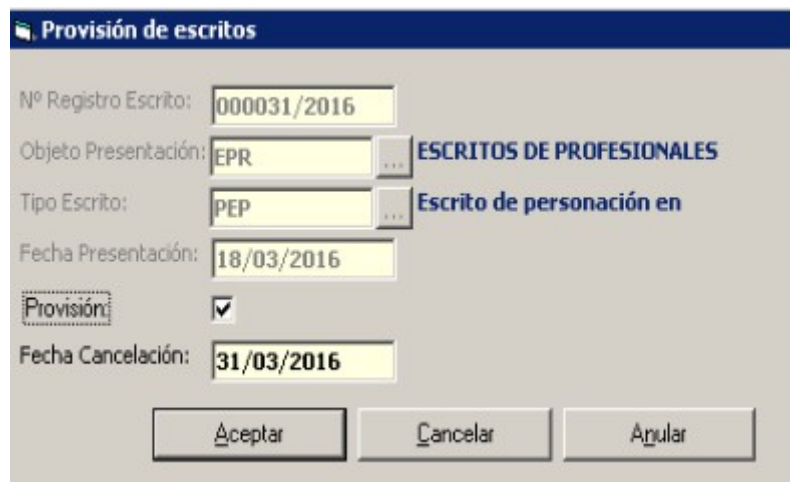 Provisión de escritos
Nº Registro Escrito: 000031/2016
Objeto Presentación: EPR ... ESCRITOS DE PROFESIONALES
Tipo Escrito: PEP ... Escrito de personación en
Fecha Presentación: 18/03/2016
Provisión:
Fecha Cancelación: 31/03/2016
Aceptar Cancelar Anular